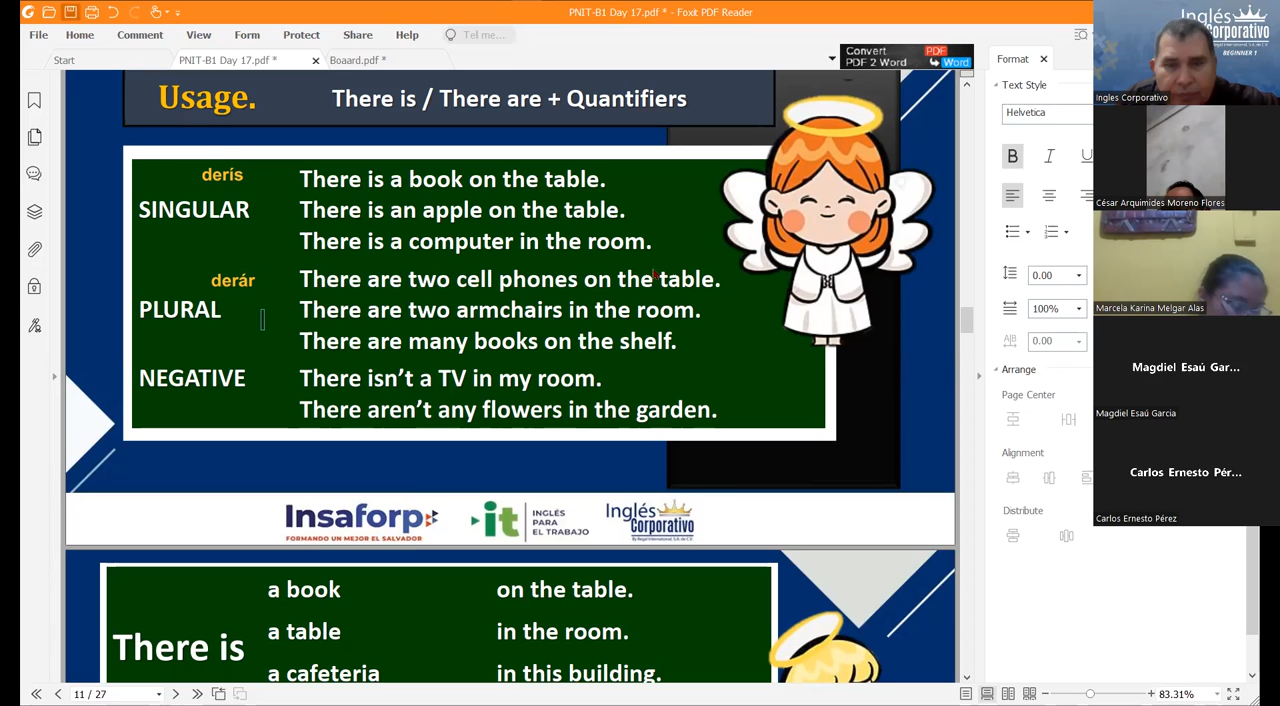 PNIT-B1 Day 17.pdf * - Foxit PDF Reader
File Home Comment View Form Protect Share Help Tell me...
Start PNIT-B1 Day 17.pdf * Boaard.pdf *
Convert PDF
PDF 2 Word Word
Usage. There is / There are + Quantifiers
derís
There is a book on the table.
SINGULAR There is an apple on the table.
There is a computer in the room.
derár There are two cell phones on the table.
PLURAL There are two armchairs in the room.
There are many books on the shelf.
NEGATIVE There isn't a TV in my room.
There aren't any flowers in the garden.
Insaforp
FORMANDO UN MEJOR EL SALVADOR
it INGLÉS
PARA
EL TRABAJO
Inglés
Corporativo
There is
a book on the table.
a table in the room.
a cafeteria in this building.
11 / 27
83.31%
Format
Text Style
Helvetica
B I U
0.00
100%
0.00
Arrange
Page Center
Alignment
Distribute
Inglés
Corporativo
BEGINNER 1
Ingles Corporativo
César Arquimides Moreno Flores
Marcela Karina Melgar Alas
Magdiel Esaú Gar...
Magdiel Esaú Garcia
Carlos Ernesto Pér...
Carlos Ernesto Pérez